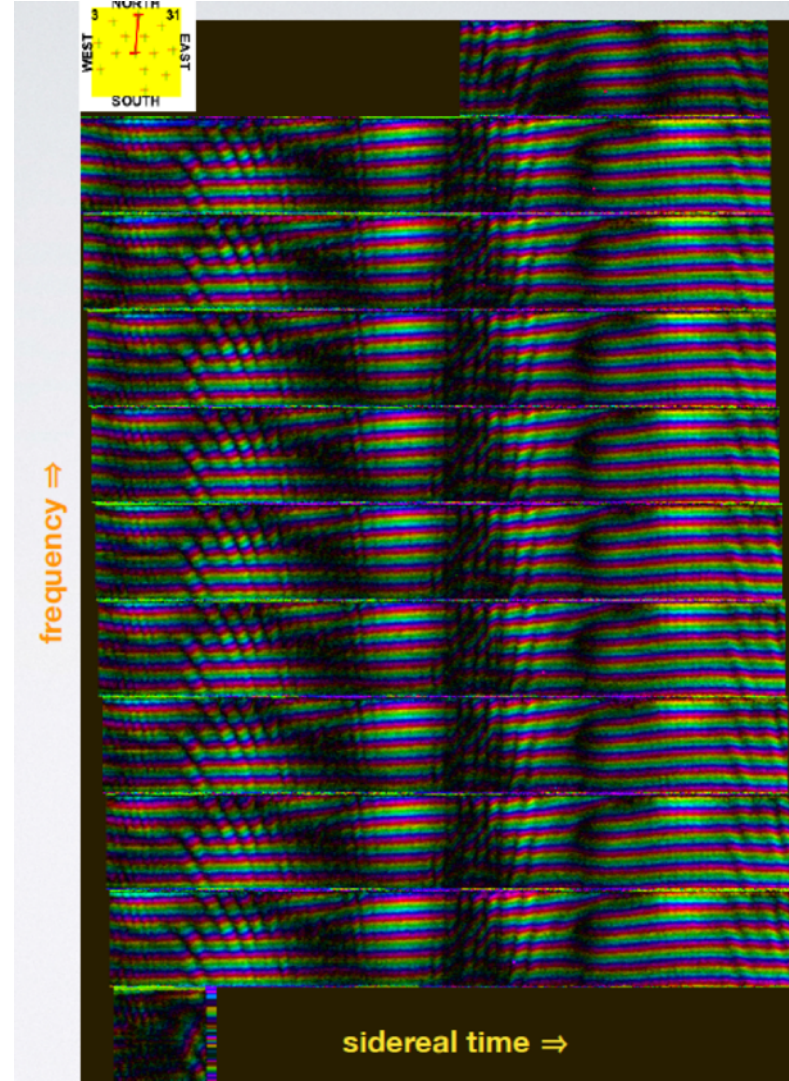 NORTH
3 31
WEST
EAST
SOUTH
frequency ⇒
sidereal time ⇒